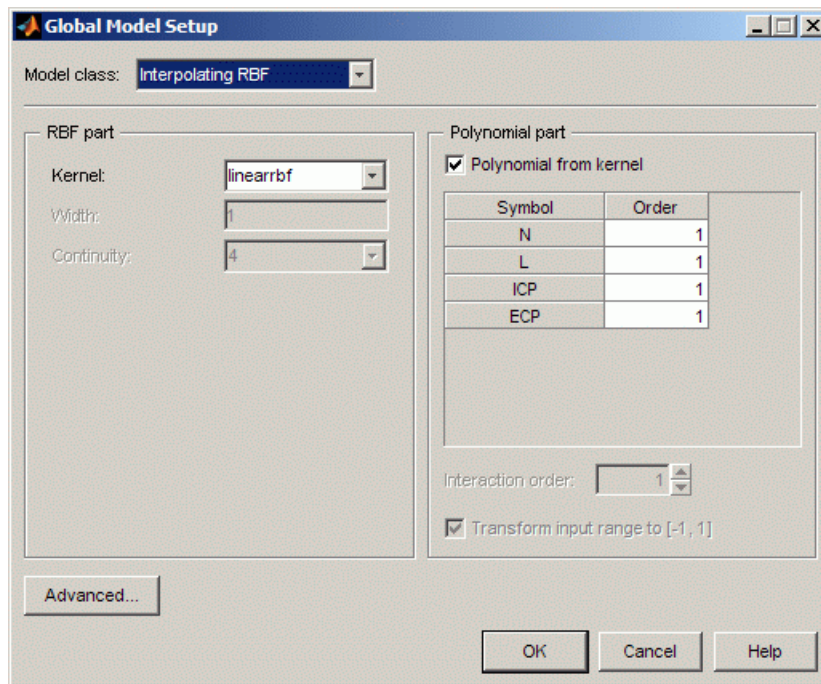 Global Model Setup
Model class: Interpolating RBF
RBF part
Kernel: linearrbf
Width: 1
Continuity: 4
Polynomial part
Polynomial from kernel
Symbol Order
N 1
L 1
ICP 1
ECP 1
Interaction order: 1
Transform input range to [-1, 1]
Advanced...
OK Cancel Help